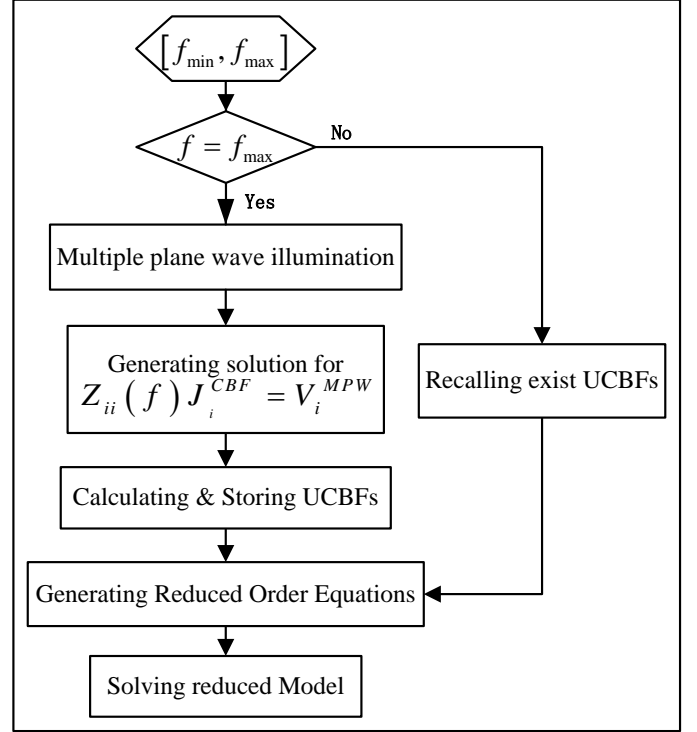 [f_min, f_max]
f = f_max
No
Yes
Multiple plane wave illumination
Generating solution for
Z_ii (f) J_i^CBF = V_i^MPW
Recalling exist UCBFs
Calculating & Storing UCBFs
Generating Reduced Order Equations
Solving reduced Model